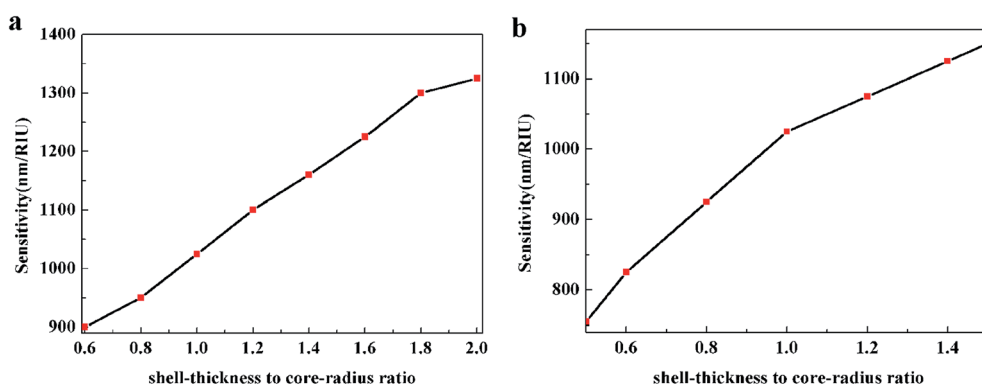 a
Sensitivity(nm/RIU)
1400
1300
1200
1100
1000
900
0.6 0.8 1.0 1.2 1.4 1.6 1.8 2.0
shell-thickness to core-radius ratio
b
Sensitivity(nm/RIU)
1100
1000
900
800
0.6 0.8 1.0 1.2 1.4
shell-thickness to core-radius ratio